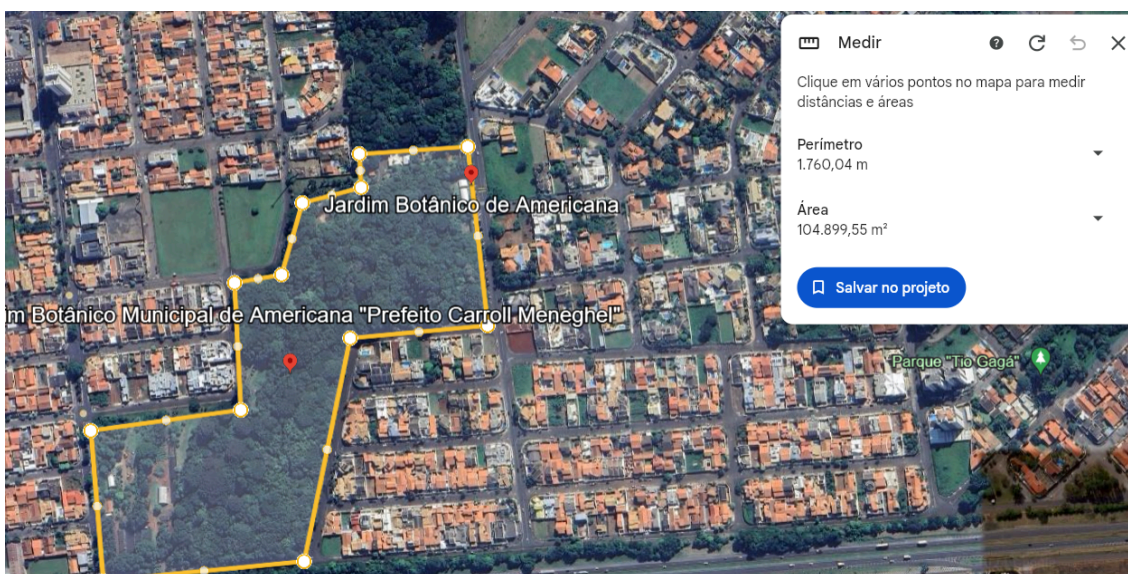 Medir
Clique em vários pontos no mapa para medir
distâncias e áreas
Perímetro
1.760,04 m
Área
104.899,55 m²
Salvar no projeto
Jardim Botânico de Americana
im Botânico Municipal de Americana "Prefeito Carroll Meneghel"
Parque "Tio Gagá"